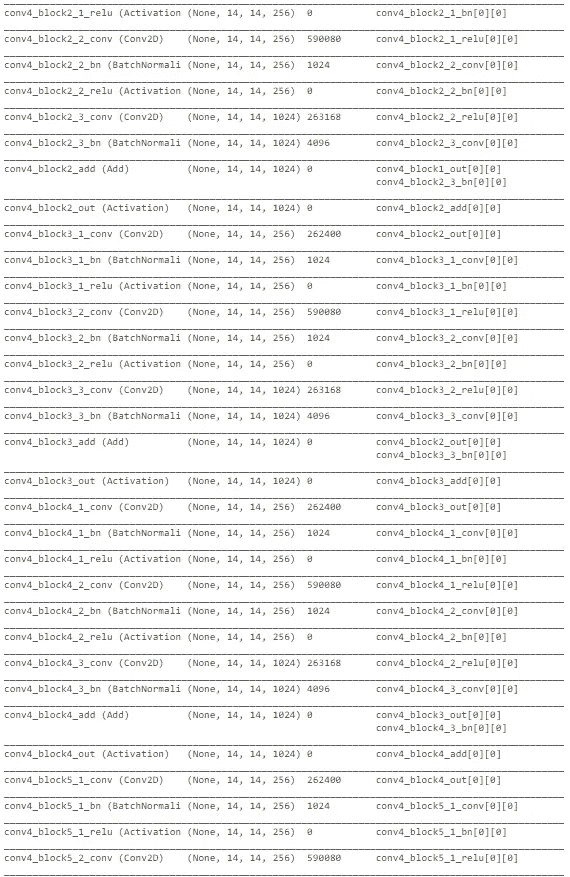 conv4_block2_1_relu (Activation (None, 14, 14, 256)  0           conv4_block2_1_bn[0][0]
conv4_block2_2_conv (Conv2D)    (None, 14, 14, 256)  590080      conv4_block2_1_relu[0][0]
conv4_block2_2_bn (BatchNormali (None, 14, 14, 256)  1024        conv4_block2_2_conv[0][0]
conv4_block2_2_relu (Activation (None, 14, 14, 256)  0           conv4_block2_2_bn[0][0]
conv4_block2_3_conv (Conv2D)    (None, 14, 14, 1024) 263168      conv4_block2_2_relu[0][0]
conv4_block2_3_bn (BatchNormali (None, 14, 14, 1024) 4096        conv4_block2_3_conv[0][0]
conv4_block2_add (Add)          (None, 14, 14, 1024) 0           conv4_block1_out[0][0]
conv4_block2_3_bn[0][0]
conv4_block2_out (Activation)   (None, 14, 14, 1024) 0           conv4_block2_add[0][0]
conv4_block3_1_conv (Conv2D)    (None, 14, 14, 256)  262400      conv4_block2_out[0][0]
conv4_block3_1_bn (BatchNormali (None, 14, 14, 256)  1024        conv4_block3_1_conv[0][0]
conv4_block3_1_relu (Activation (None, 14, 14, 256)  0           conv4_block3_1_bn[0][0]
conv4_block3_2_conv (Conv2D)    (None, 14, 14, 256)  590080      conv4_block3_1_relu[0][0]
conv4_block3_2_bn (BatchNormali (None, 14, 14, 256)  1024        conv4_block3_2_conv[0][0]
conv4_block3_2_relu (Activation (None, 14, 14, 256)  0           conv4_block3_2_bn[0][0]
conv4_block3_3_conv (Conv2D)    (None, 14, 14, 1024) 263168      conv4_block3_2_relu[0][0]
conv4_block3_3_bn (BatchNormali (None, 14, 14, 1024) 4096        conv4_block3_3_conv[0][0]
conv4_block3_add (Add)          (None, 14, 14, 1024) 0           conv4_block2_out[0][0]
conv4_block3_3_bn[0][0]
conv4_block3_out (Activation)   (None, 14, 14, 1024) 0           conv4_block3_add[0][0]
conv4_block4_1_conv (Conv2D)    (None, 14, 14, 256)  262400      conv4_block3_out[0][0]
conv4_block4_1_bn (BatchNormali (None, 14, 14, 256)  1024        conv4_block4_1_conv[0][0]
conv4_block4_1_relu (Activation (None, 14, 14, 256)  0           conv4_block4_1_bn[0][0]
conv4_block4_2_conv (Conv2D)    (None, 14, 14, 256)  590080      conv4_block4_1_relu[0][0]
conv4_block4_2_bn (BatchNormali (None, 14, 14, 256)  1024        conv4_block4_2_conv[0][0]
conv4_block4_2_relu (Activation (None, 14, 14, 256)  0           conv4_block4_2_bn[0][0]
conv4_block4_3_conv (Conv2D)    (None, 14, 14, 1024) 263168      conv4_block4_2_relu[0][0]
conv4_block4_3_bn (BatchNormali (None, 14, 14, 1024) 4096        conv4_block4_3_conv[0][0]
conv4_block4_add (Add)          (None, 14, 14, 1024) 0           conv4_block3_out[0][0]
conv4_block4_3_bn[0][0]
conv4_block4_out (Activation)   (None, 14, 14, 1024) 0           conv4_block4_add[0][0]
conv4_block5_1_conv (Conv2D)    (None, 14, 14, 256)  262400      conv4_block4_out[0][0]
conv4_block5_1_bn (BatchNormali (None, 14, 14, 256)  1024        conv4_block5_1_conv[0][0]
conv4_block5_1_relu (Activation (None, 14, 14, 256)  0           conv4_block5_1_bn[0][0]
conv4_block5_2_conv (Conv2D)    (None, 14, 14, 256)  590080      conv4_block5_1_relu[0][0]